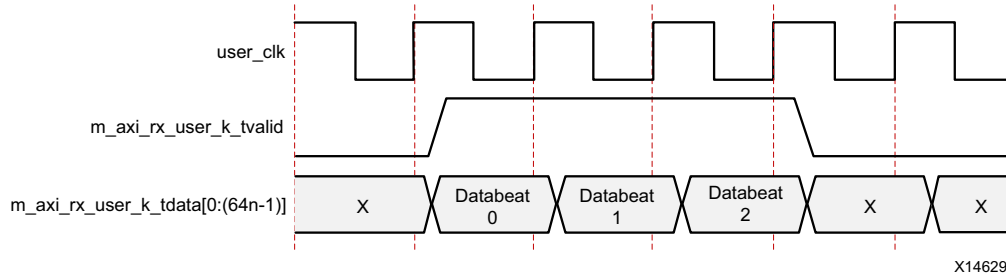 user_clk
m_axi_rx_user_k_tvalid
m_axi_rx_user_k_tdata[0:(64n-1)]
X
Databeat
0
Databeat
1
Databeat
2
X
X
X14629